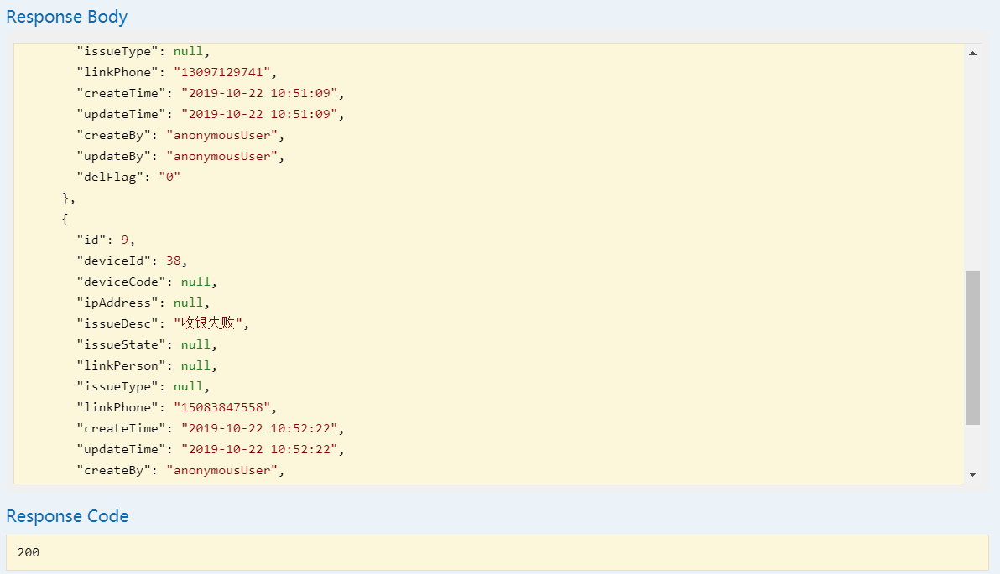 Response Body
"issueType": null,
"linkPhone": "13097129741",
"createTime": "2019-10-22 10:51:09",
"updateTime": "2019-10-22 10:51:09",
"createBy": "anonymousUser",
"updateBy": "anonymousUser",
"delFlag": "0"
},
{
"id": 9,
"deviceId": 38,
"deviceCode": null,
"ipAddress": null,
"issueDesc": "收银失败",
"issueState": null,
"linkPerson": null,
"issueType": null,
"linkPhone": "15083847558",
"createTime": "2019-10-22 10:52:22",
"updateTime": "2019-10-22 10:52:22",
"createBy": "anonymousUser",
Response Code
200